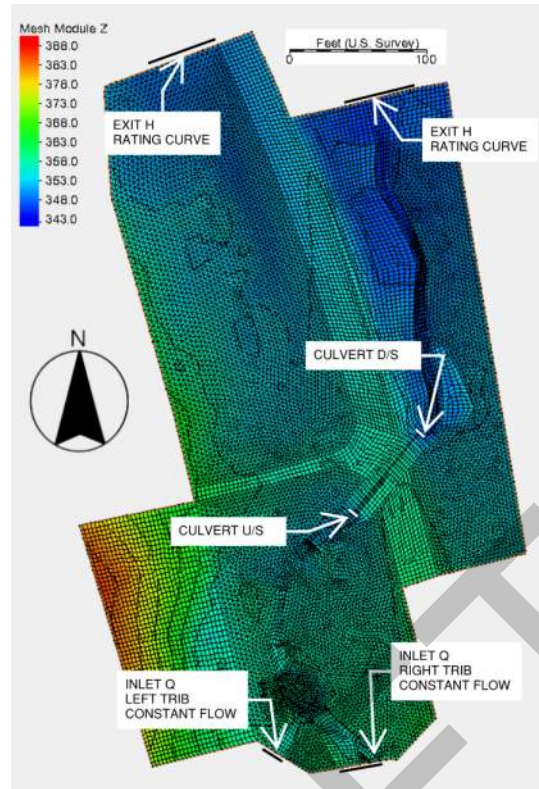 Mesh Module Z
388.0
383.0
378.0
373.0
368.0
363.0
358.0
353.0
348.0
343.0
Feet (U.S. Survey)
0 100
EXIT H
RATING CURVE
EXIT H
RATING CURVE
N
CULVERT D/S
CULVERT U/S
INLET Q
LEFT TRIB
CONSTANT FLOW
INLET Q
RIGHT TRIB
CONSTANT FLOW